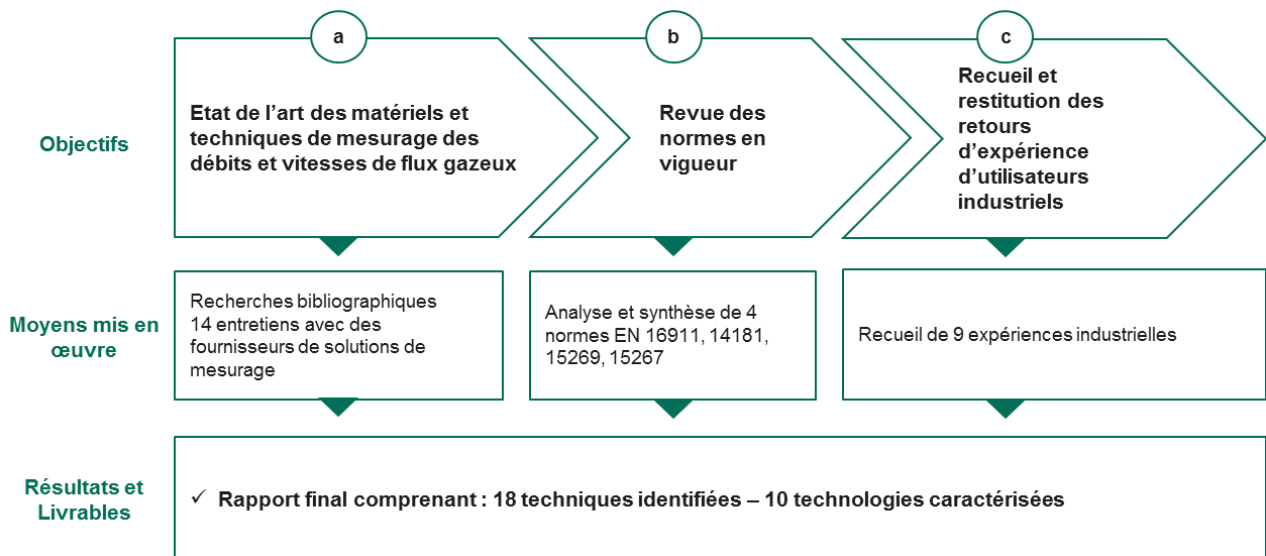 a
b
c
Objectifs
Etat de l’art des matériels et
techniques de mesurage des
débits et vitesses de flux gazeux
Revue des
normes en
vigueur
Recueil et
restitution des
retours
d’expérience
d’utilisateurs
industriels
Moyens mis en
œuvre
Recherches bibliographiques
14 entretiens avec des
fournisseurs de solutions de
mesurage
Analyse et synthèse de 4
normes EN 16911, 14181,
15269, 15267
Recueil de 9 expériences industrielles
Résultats et
Livrables
✓ Rapport final comprenant : 18 techniques identifiées – 10 technologies caractérisées